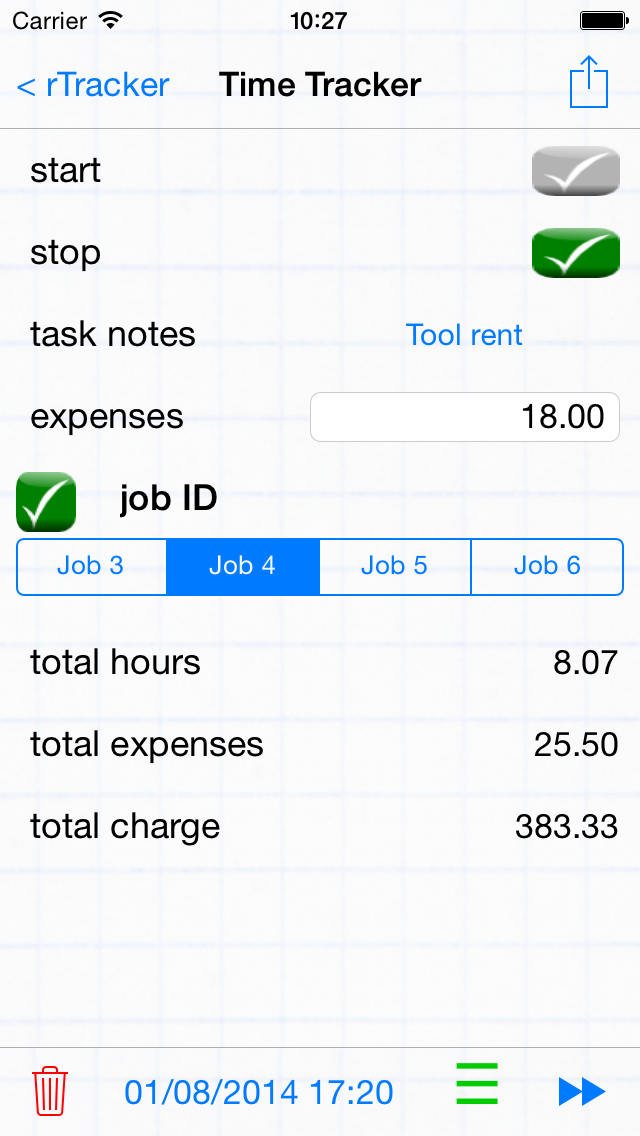 Carrier 10:27
< rTracker Time Tracker
start
stop
task notes Tool rent
expenses 18.00
job ID
Job 3 Job 4 Job 5 Job 6
total hours 8.07
total expenses 25.50
total charge 383.33
01/08/2014 17:20